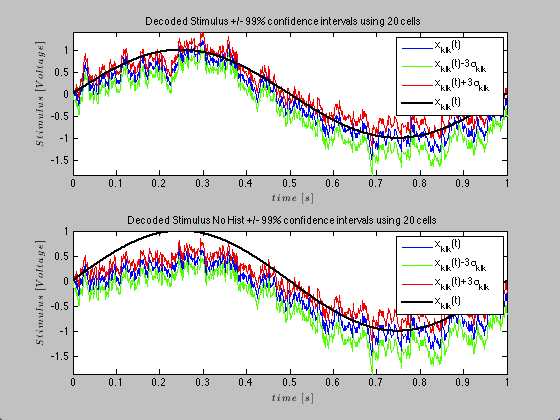 Decoded Stimulus +/- 99% confidence intervals using 20 cells
Stimulus [Voltage]
1
0.5
0
-0.5
-1
-1.5
x_{k|k}(t)
x_{k|k}(t)-3σ_{k|k}
x_{k|k}(t)+3σ_{k|k}
x_{k|k}(t)
0 0.1 0.2 0.3 0.4 0.5 0.6 0.7 0.8 0.9 1
time [s]
Decoded Stimulus No Hist +/- 99% confidence intervals using 20 cells
Stimulus [Voltage]
1
0.5
0
-0.5
-1
-1.5
x_{k|k}(t)
x_{k|k}(t)-3σ_{k|k}
x_{k|k}(t)+3σ_{k|k}
x_{k|k}(t)
0 0.1 0.2 0.3 0.4 0.5 0.6 0.7 0.8 0.9 1
time [s]